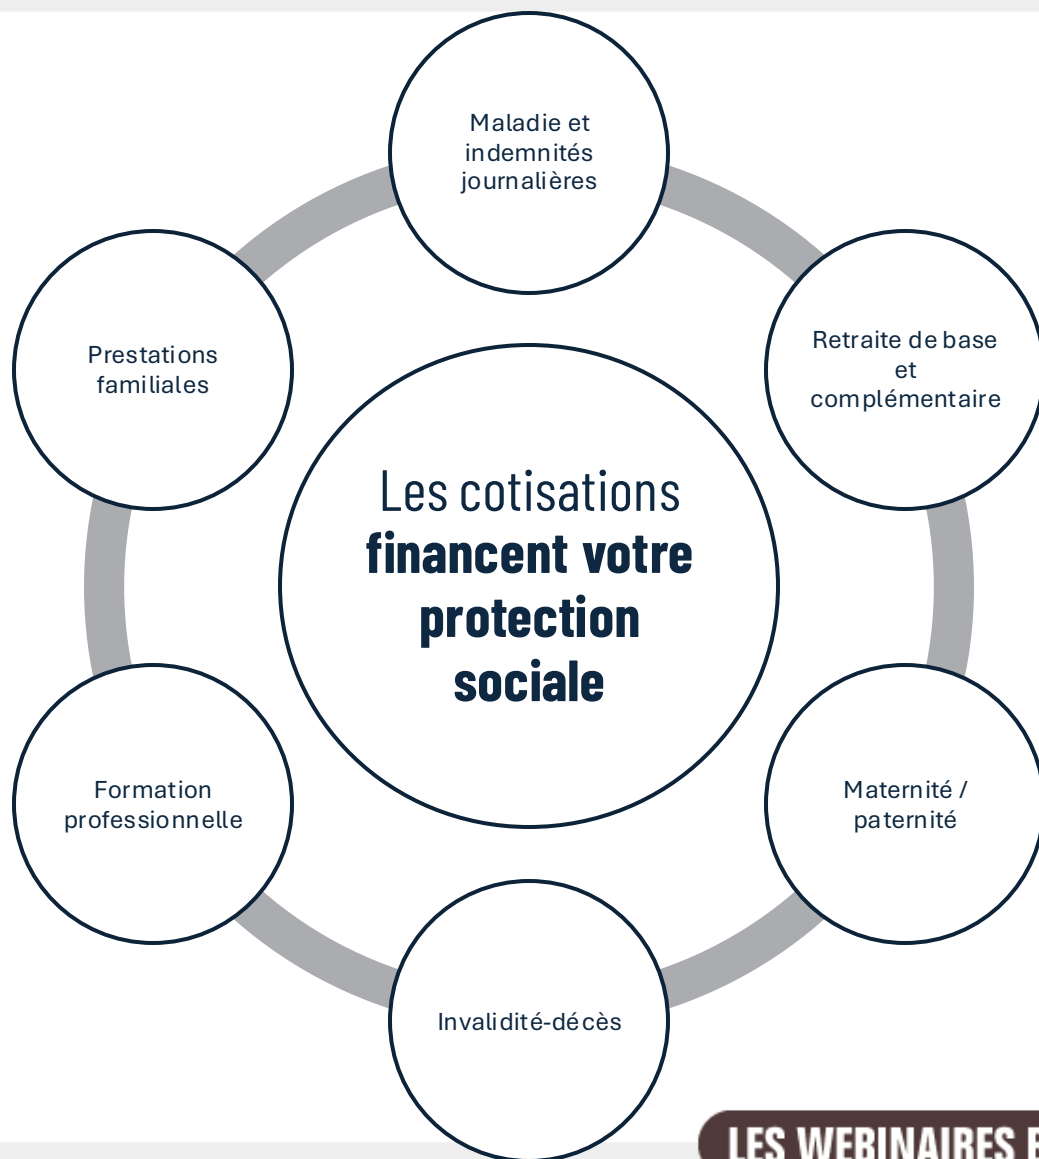 Maladie et
indemnités
journalières
Retraite de base
et
complémentaire
Prestations
familiales
Les cotisations
financent votre
protection
sociale
Formation
professionnelle
Maternité /
paternité
Invalidité-décès
LES WEBINAIRES